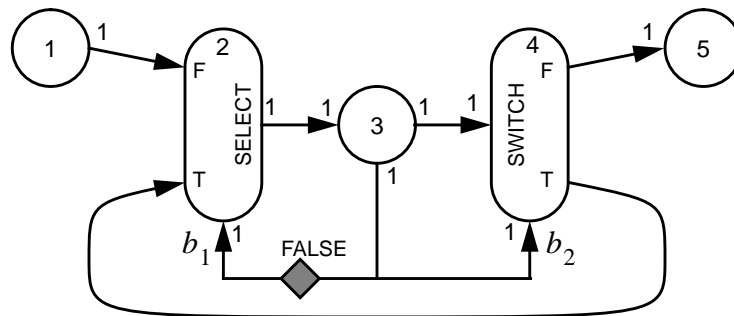 1 1 2 F 1 SELECT T 1
1 1 3 1 1 1
4 F SWITCH T 1 1 5
b₁ FALSE b₂